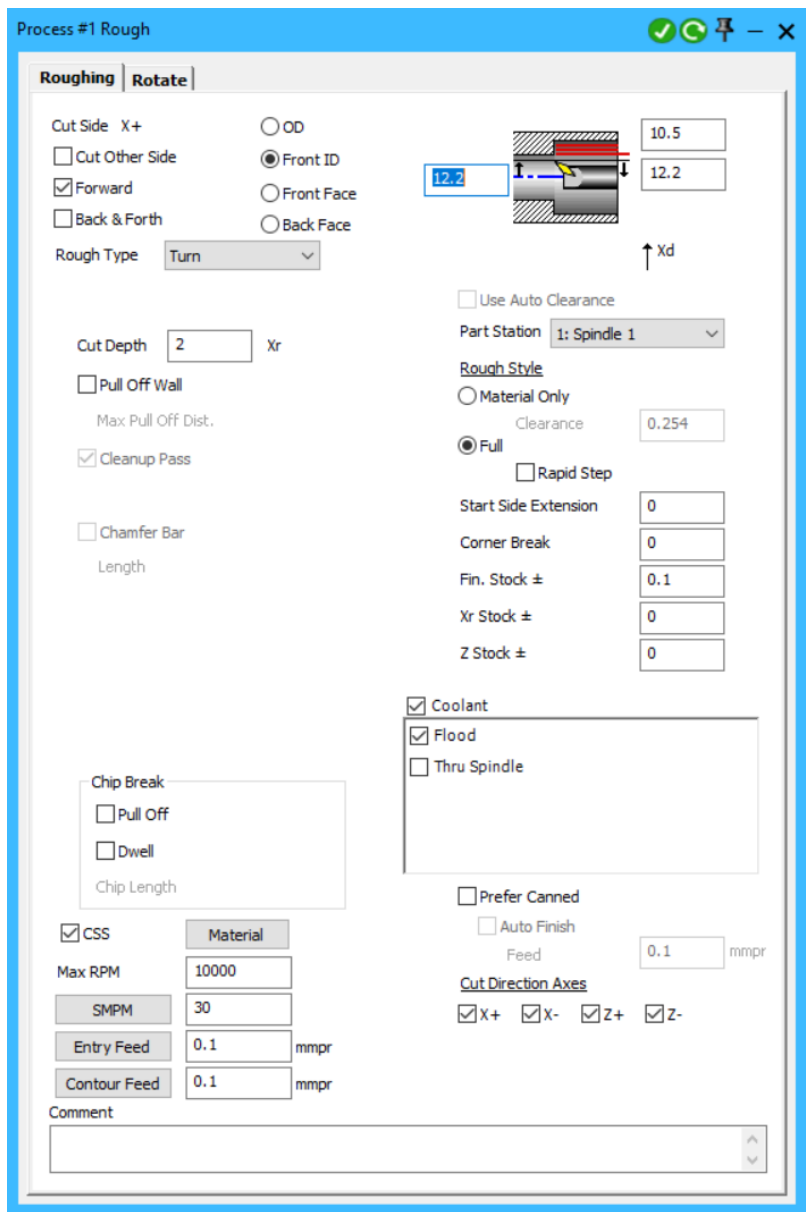 Process #1 Rough
Roughing Rotate
Cut Side X+ OD 10.5
Cut Other Side Front ID 12.2 12.2
Forward Front Face
Back & Forth Back Face
Rough Type Turn Xd
Use Auto Clearance
Part Station 1: Spindle 1
Cut Depth 2 Xr
Rough Style
Pull Off Wall Material Only
Max Pull Off Dist. Clearance 0.254
Full
Cleanup Pass Rapid Step
Start Side Extension 0
Chamfer Bar Corner Break 0
Length Fin. Stock ± 0.1
Xr Stock ± 0
Z Stock ± 0
Coolant
Flood
Thru Spindle
Chip Break
Pull Off
Dwell
Chip Length
Prefer Canned
CSS Material Auto Finish
Max RPM 10000 Feed 0.1 mmpr
Cut Direction Axes
SMPM 30 X+ X- Z+ Z-
Entry Feed 0.1 mmpr
Contour Feed 0.1 mmpr
Comment